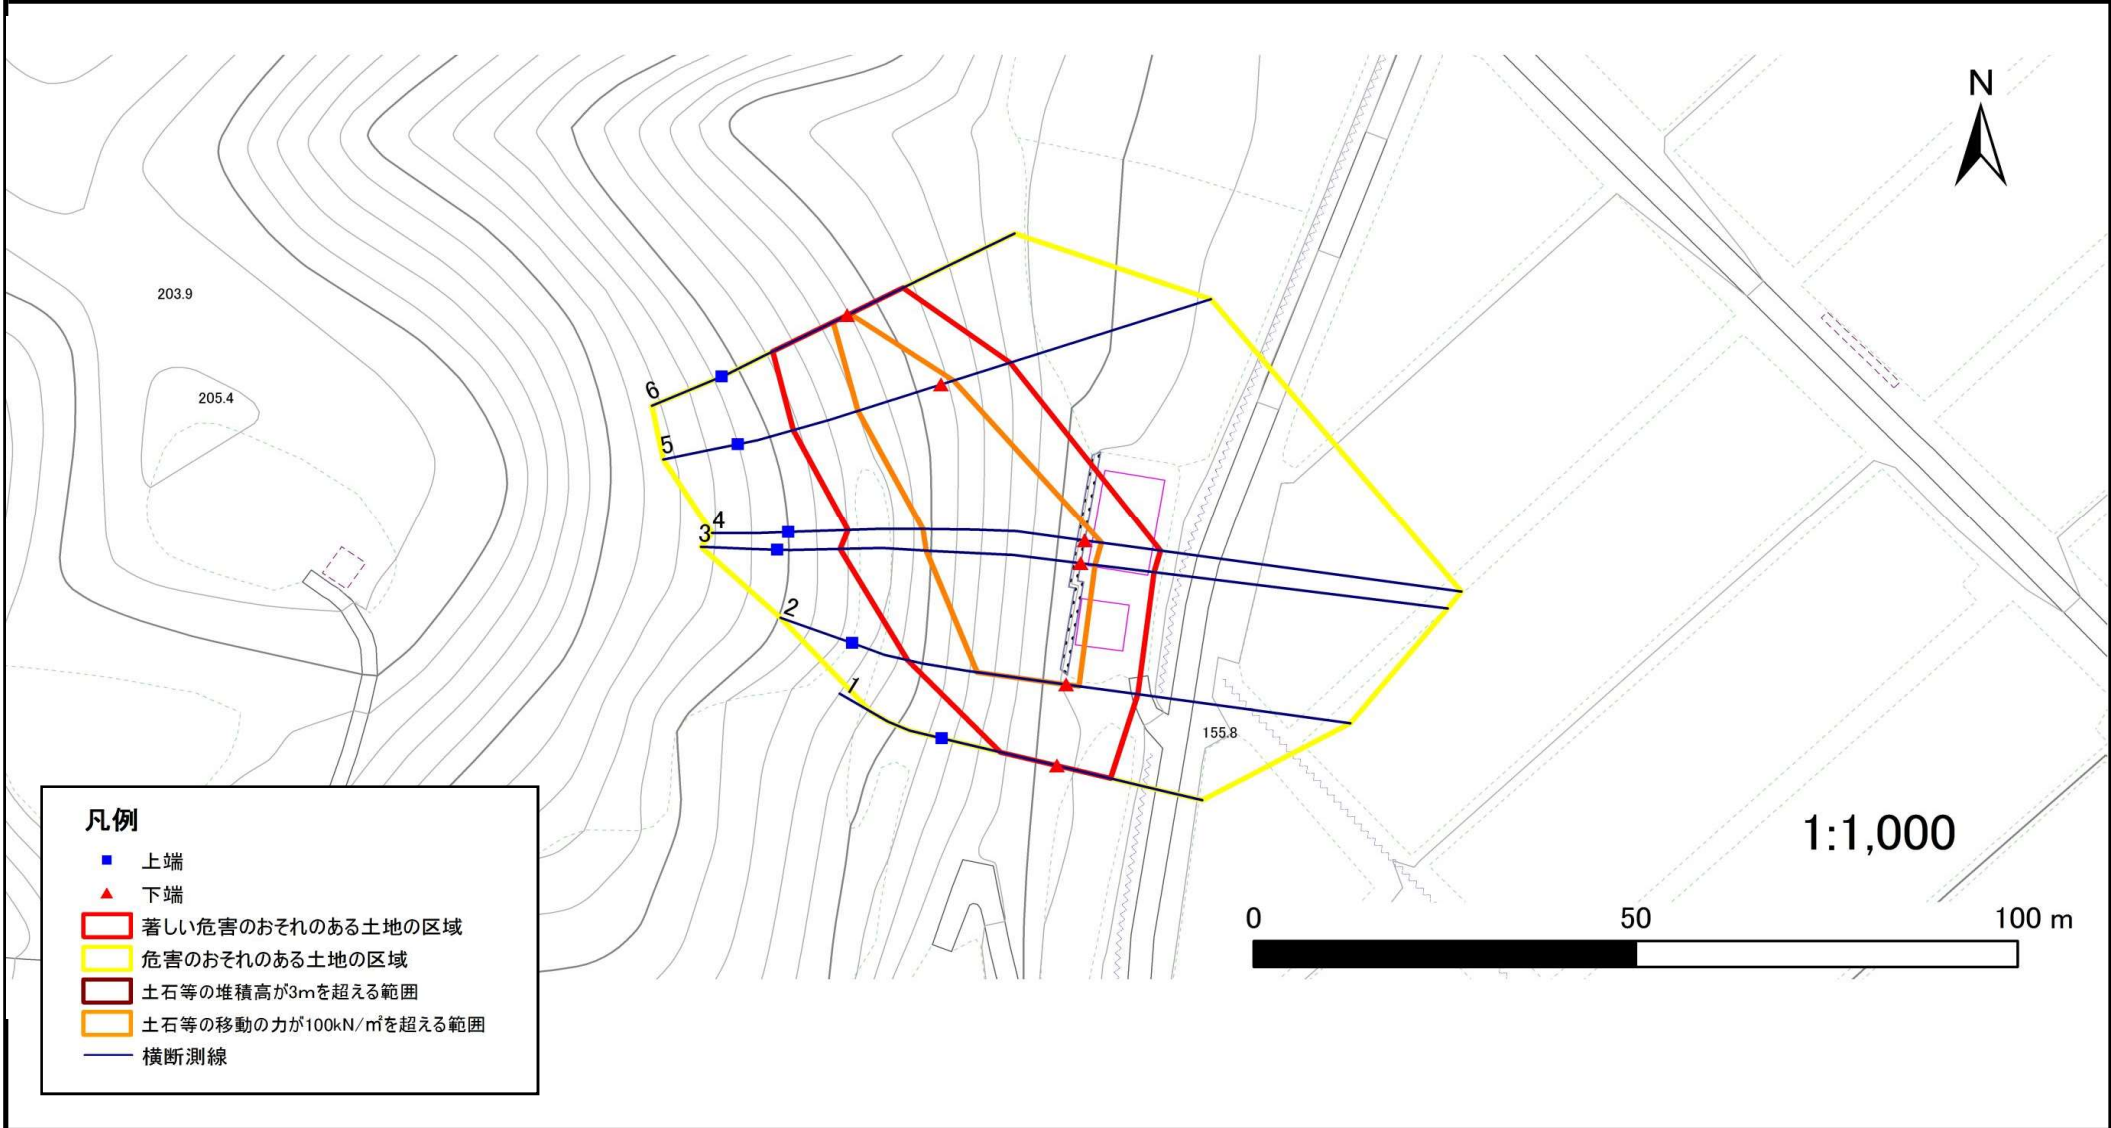 N
203.9
205.4
6
5
4
3
2
1
155.8
1:1,000
0 50 100 m
凡例
上端
下端
著しい危害のおそれのある土地の区域
危害のおそれのある土地の区域
土石等の堆積高が3mを超える範囲
土石等の移動の力が100kN/㎡を超える範囲
横断測線